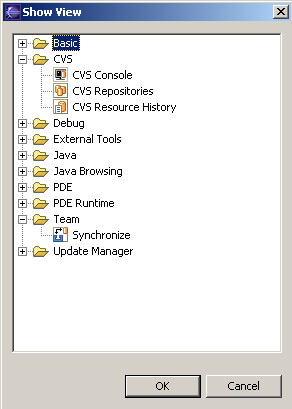 Show View
Basic
CVS
CVS Console
CVS Repositories
CVS Resource History
Debug
External Tools
Java
Java Browsing
PDE
PDE Runtime
Team
Synchronize
Update Manager
OK Cancel